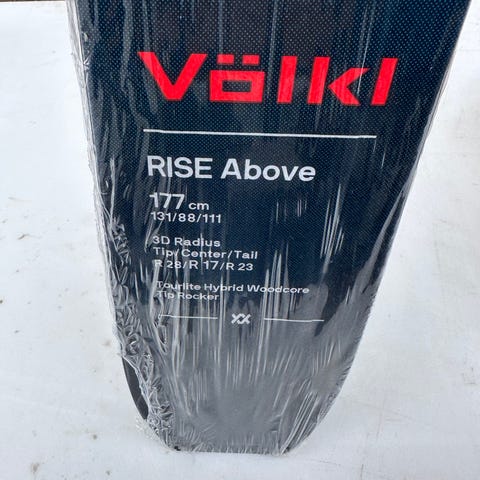 Völkl
RISE Above
177 cm
131/88/111
3D Radius
Tip/Center/Tail
R 28/R 17/R 23
Tourlite Hybrid Woodcore
Tip Rocker